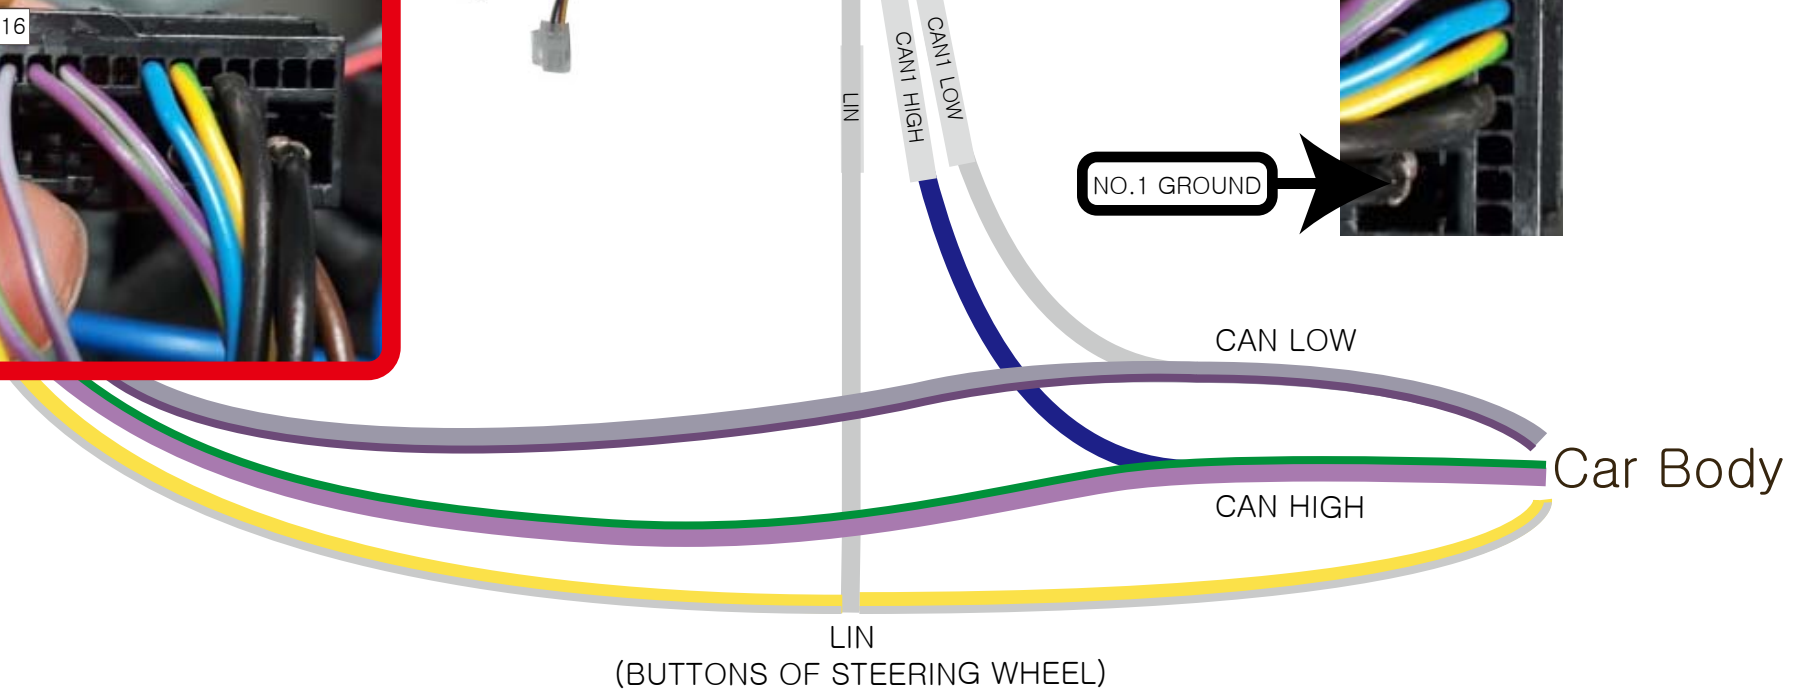 16
LIN
CAN1 HIGH
CAN1 LOW
NO.1 GROUND
CAN LOW
Car Body
CAN HIGH
LIN
(BUTTONS OF STEERING WHEEL)